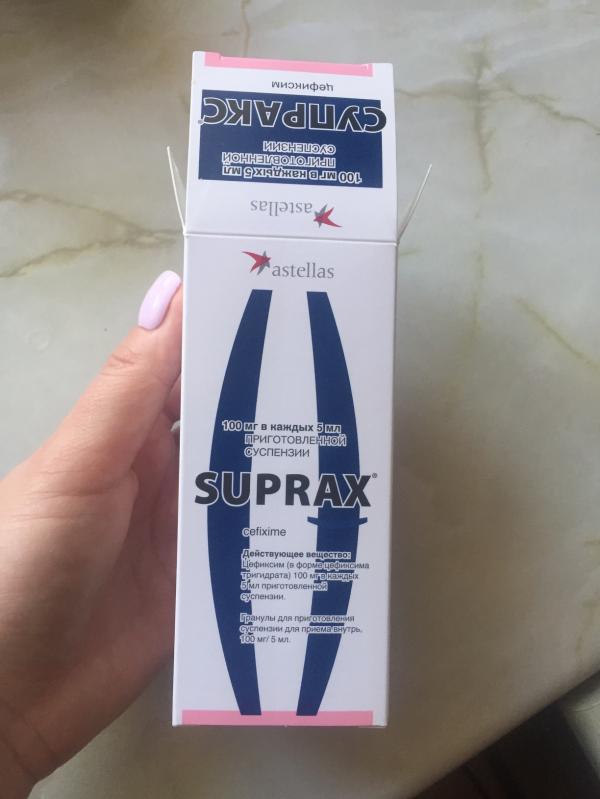 цефиксим
СУПРАКС®
100 мг в каждых 5 мл
ПРИГОТОВЛЕННОЙ
СУСПЕНЗИИ
astellas
astellas
100 мг в каждых 5 мл
ПРИГОТОВЛЕННОЙ
СУСПЕНЗИИ
SUPRAX®
cefixime
Действующее вещество:
Цефиксим (в форме цефиксима
тригидрата) 100 мг в каждых
5 мл приготовленной
суспензии.
Гранулы для приготовления
суспензии для приема внутрь,
100 мг/ 5 мл.